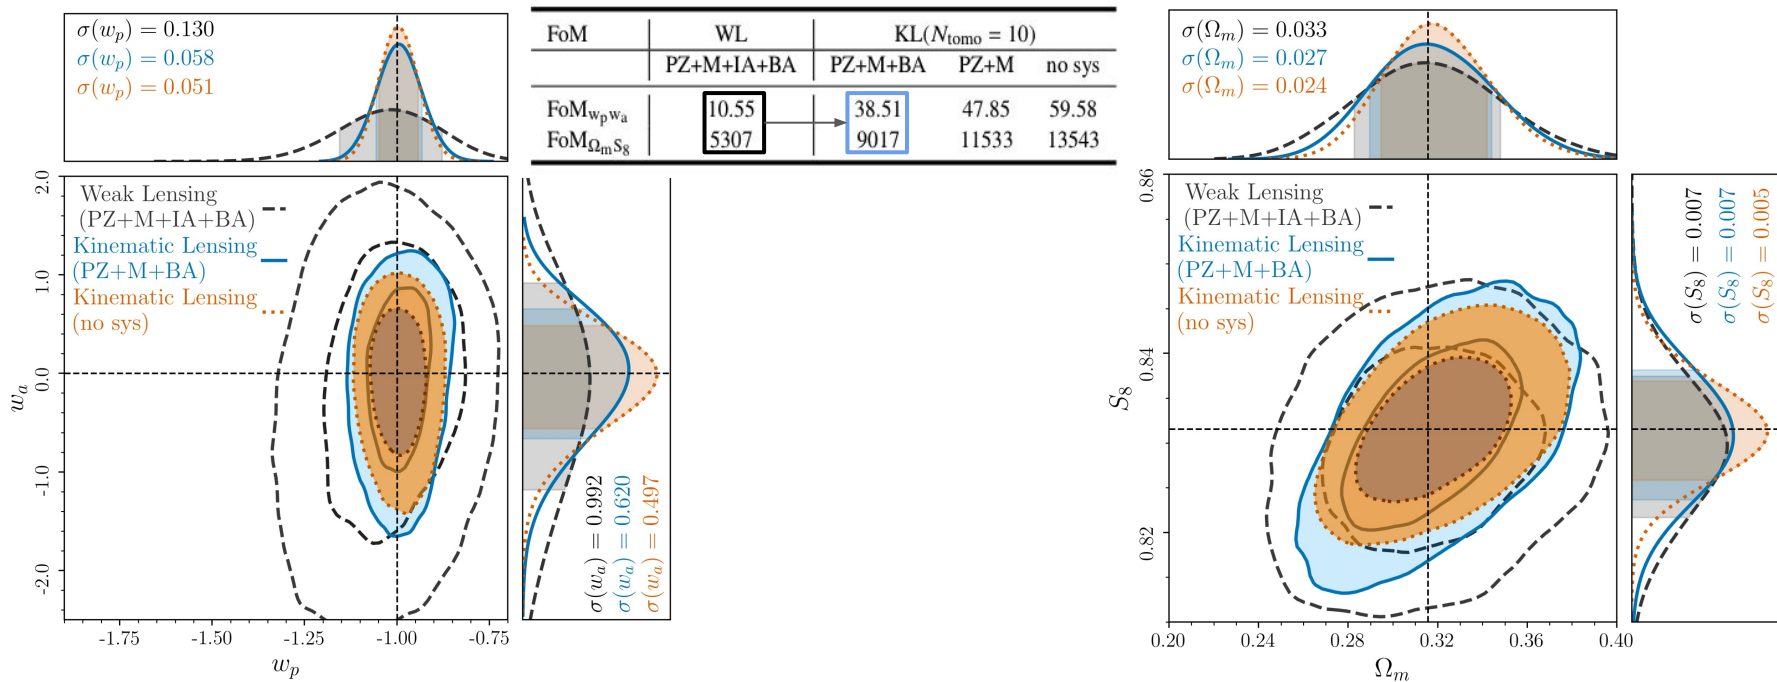 σ(w_p) = 0.130
σ(w_p) = 0.058
σ(w_p) = 0.051
Weak Lensing
(PZ+M+IA+BA)
Kinematic Lensing
(PZ+M+BA)
Kinematic Lensing
(no sys)
2.0
1.0
0.0
-1.0
-2.0
w_a
-1.75
-1.50
-1.25
-1.00
-0.75
w_p
σ(w_a) = 0.992
σ(w_a) = 0.620
σ(w_a) = 0.497
FoM WL KL(N_tomo = 10)
PZ+M+IA+BA PZ+M+BA PZ+M no sys
FoM_{w_p w_a} 10.55 38.51 47.85 59.58
FoM_{Ω_m S_8} 5307 9017 11533 13543
σ(Ω_m) = 0.033
σ(Ω_m) = 0.027
σ(Ω_m) = 0.024
Weak Lensing
(PZ+M+IA+BA)
Kinematic Lensing
(PZ+M+BA)
Kinematic Lensing
(no sys)
0.86
0.84
0.82
S_8
0.20
0.24
0.28
0.32
0.36
0.40
Ω_m
σ(S_8) = 0.007
σ(S_8) = 0.007
σ(S_8) = 0.005